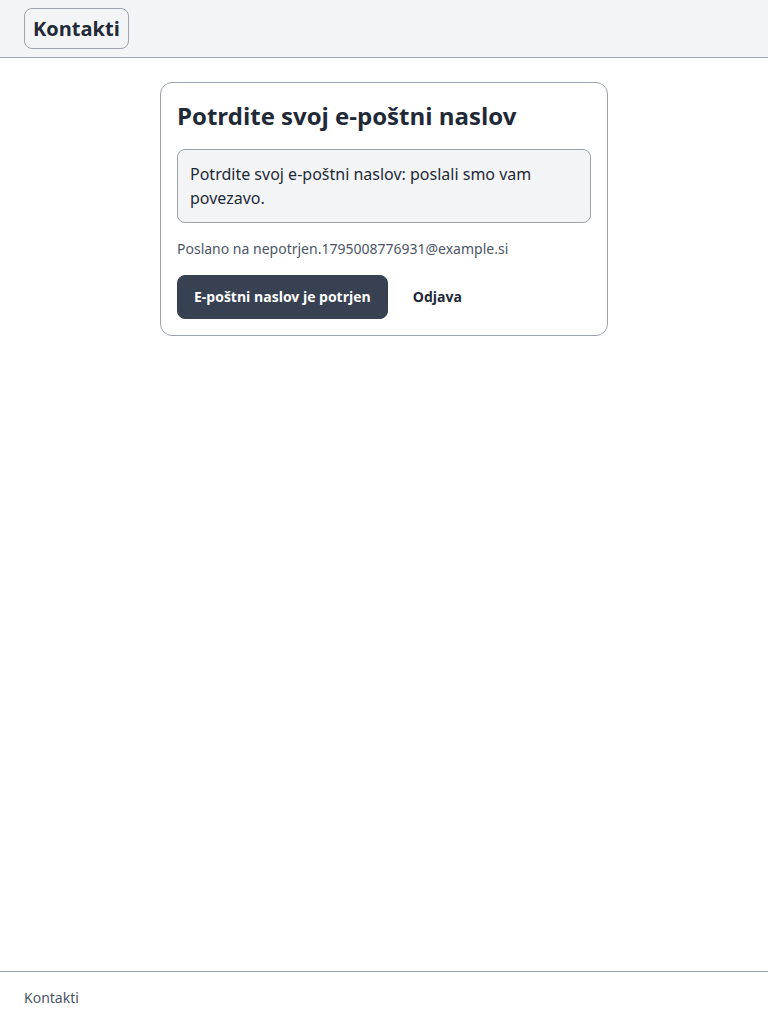 Kontakti
Potrdite svoj e-poštni naslov
Potrdite svoj e-poštni naslov: poslali smo vam
povezavo.
Poslano na nepotrjen.1795008776931@example.si
E-poštni naslov je potrjen
Odjava
Kontakti